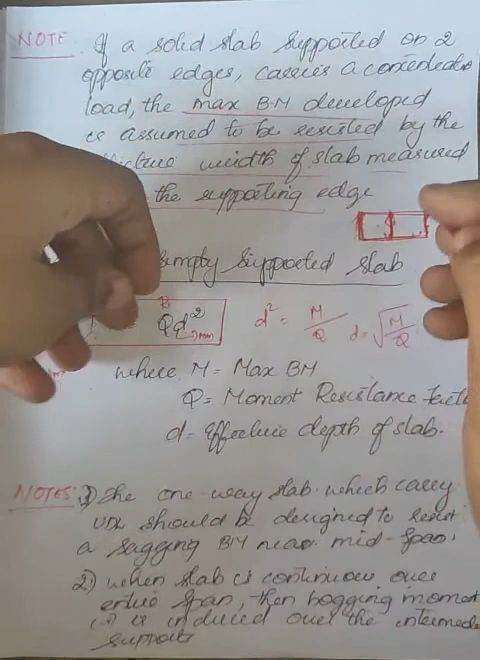 NOTE If a solid slab supported on 2
opposite edges, carries a concentrated
load, the max B.M developed
is assumed to be resisted by the
width of slab measured
the supporting edge
simply supported slab
Qd²
d² = M/Q d = √M/Q
where M = Max BM
Q = Moment Resistance
d = Effective depth of slab.
NOTES: 1) The one-way slab which carry
UDL should be designed to resist
a sagging BM near mid-span.
2) when slab is continuous over
entire span, then hogging moment
(-) is induced over the
supports